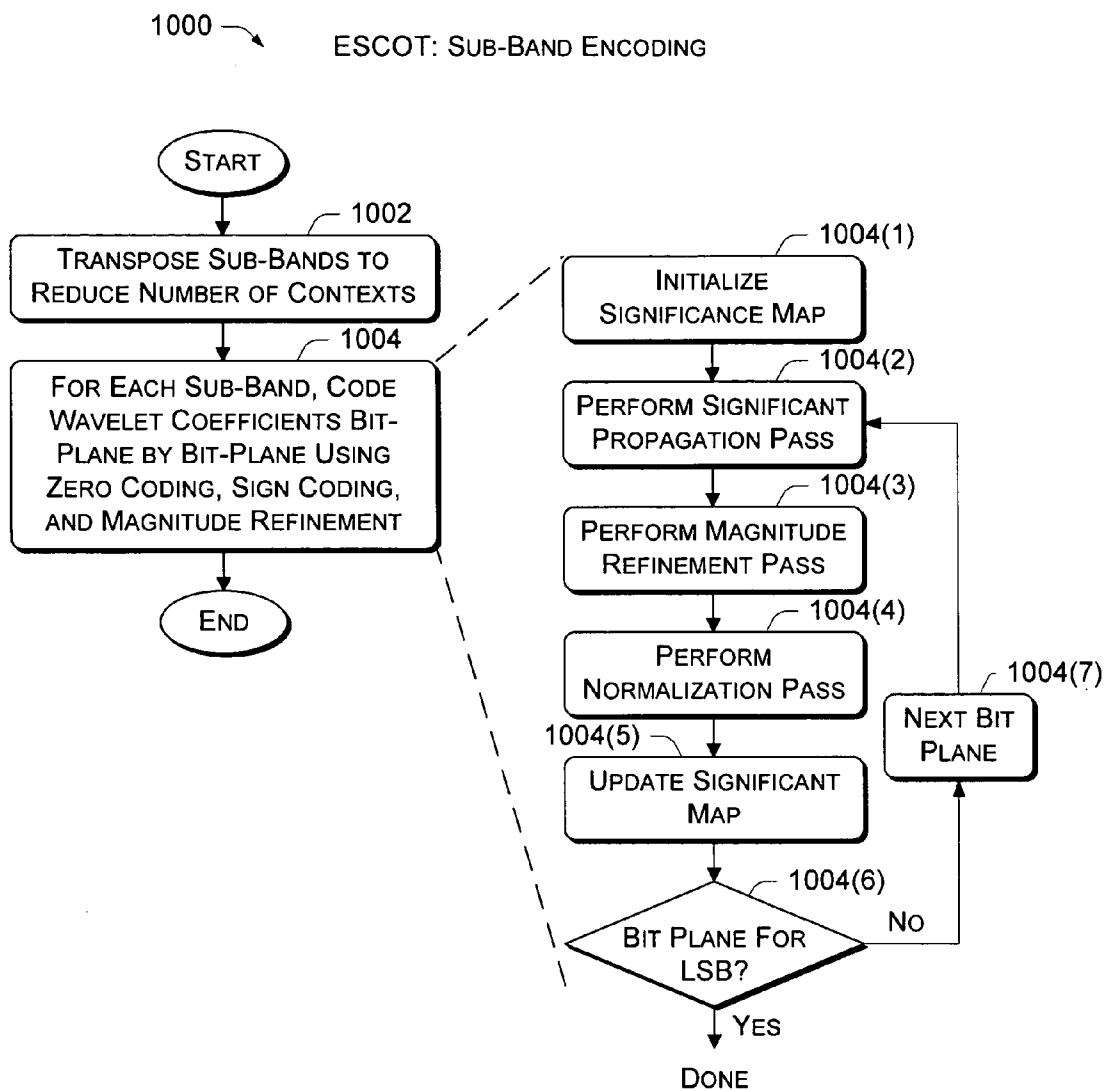 1000
ESCOT: SUB-BAND ENCODING
START
1002
TRANSPOSE SUB-BANDS TO
REDUCE NUMBER OF CONTEXTS
1004
FOR EACH SUB-BAND, CODE
WAVELET COEFFICIENTS BIT-
PLANE BY BIT-PLANE USING
ZERO CODING, SIGN CODING,
AND MAGNITUDE REFINEMENT
END
1004(1)
INITIALIZE
SIGNIFICANCE MAP
1004(2)
PERFORM SIGNIFICANT
PROPAGATION PASS
1004(3)
PERFORM MAGNITUDE
REFINEMENT PASS
1004(4)
PERFORM
NORMALIZATION PASS
1004(5)
UPDATE SIGNIFICANT
MAP
1004(6)
BIT PLANE FOR
LSB?
NO
1004(7)
NEXT BIT
PLANE
YES
DONE